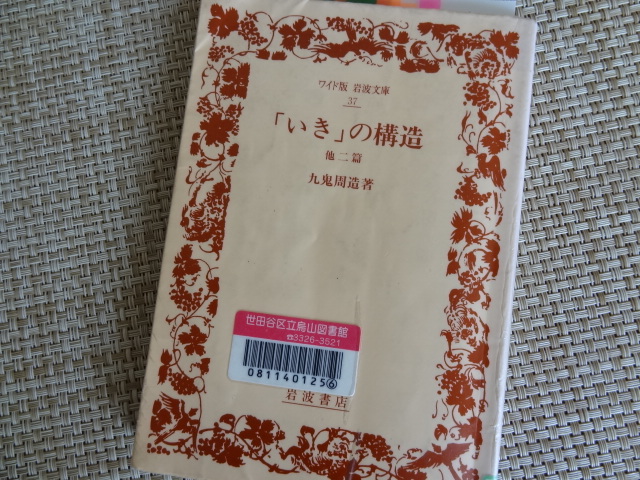 ワイド版 岩波文庫
37
「いき」の構造
他二篇
九鬼周造著
世田谷区立烏山図書館
☎3326-3521
0811401256
岩波書店